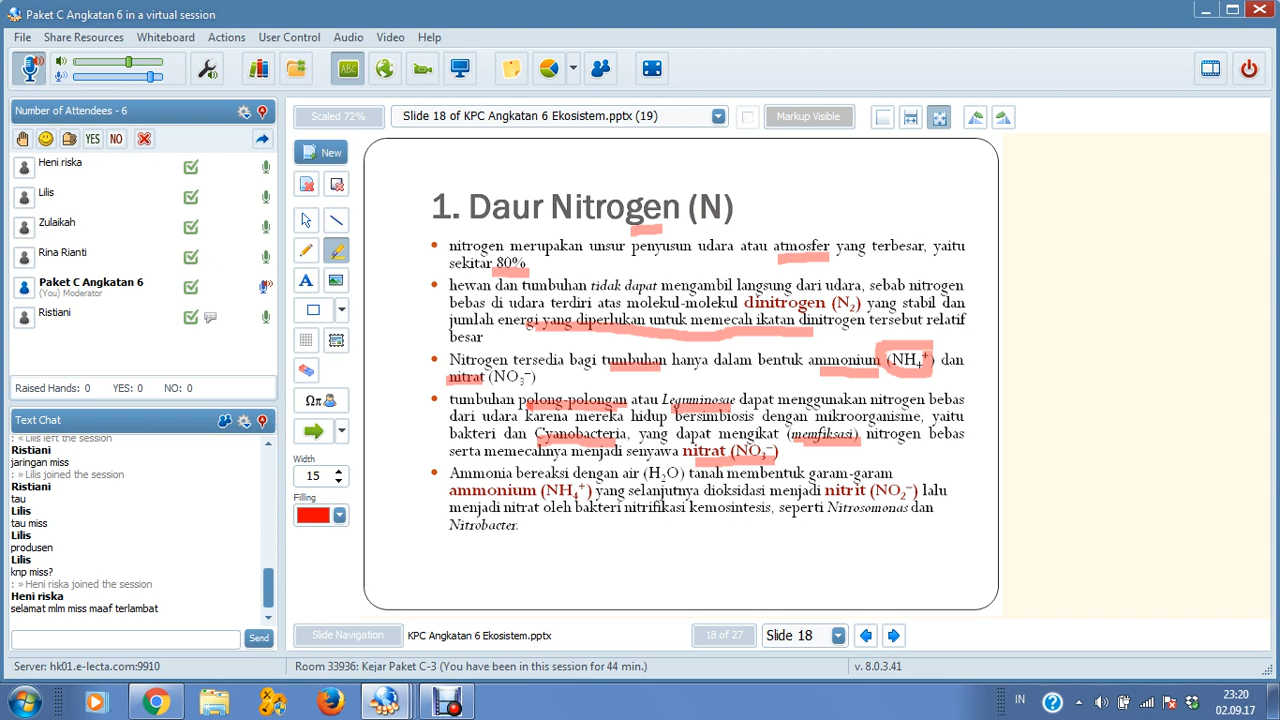 Paket C Angkatan 6 in a virtual session
File Share Resources Whiteboard Actions User Control Audio Video Help
ABC
Number of Attendees - 6
YES NO
Heni riska
Lilis
Zulaikah
Rina Rianti
Paket C Angkatan 6
(You) Moderator
Ristiani
Raised Hands: 0 YES: 0 NO: 0
Text Chat
: » Lilis left the session
Ristiani
jaringan miss
: » Lilis joined the session
Ristiani
tau
Lilis
tau miss
Lilis
produsen
Lilis
knp miss?
: » Heni riska joined the session
Heni riska
selamat mlm miss maaf terlambat
Send
Scaled 72%
Slide 18 of KPC Angkatan 6 Ekosistem.pptx (19)
Markup Visible
New
A
Ωπ
Width
15
Filling
1. Daur Nitrogen (N)
• nitrogen merupakan unsur penyusun udara atau atmosfer yang terbesar, yaitu
sekitar 80%
• hewan dan tumbuhan tidak dapat mengambil langsung dari udara, sebab nitrogen
bebas di udara terdiri atas molekul-molekul dinitrogen (N₂) yang stabil dan
jumlah energi yang diperlukan untuk memecah ikatan dinitrogen tersebut relatif
besar
• Nitrogen tersedia bagi tumbuhan hanya dalam bentuk ammonium (NH₄⁺) dan
nitrat (NO₃⁻)
• tumbuhan polong-polongan atau Leguminosae dapat menggunakan nitrogen bebas
dari udara karena mereka hidup bersimbiosis dengan mikroorganisme, yaitu
bakteri dan Cyanobacteria, yang dapat mengikat (memfiksasi) nitrogen bebas
serta memecahnya menjadi senyawa nitrat (NO₃⁻)
• Ammonia bereaksi dengan air (H₂O) tanah membentuk garam-garam
ammonium (NH₄⁺) yang selanjutnya dioksidasi menjadi nitrit (NO₂⁻) lalu
menjadi nitrat oleh bakteri nitrifikasi kemosintesis, seperti Nitrosomonas dan
Nitrobacter.
Slide Navigation KPC Angkatan 6 Ekosistem.pptx 18 of 27 Slide 18
Server: hk01.e-lecta.com:9910 Room 33936: Kejar Paket C-3 (You have been in this session for 44 min.) v. 8.0.3.41
IN
23:20
02.09.17